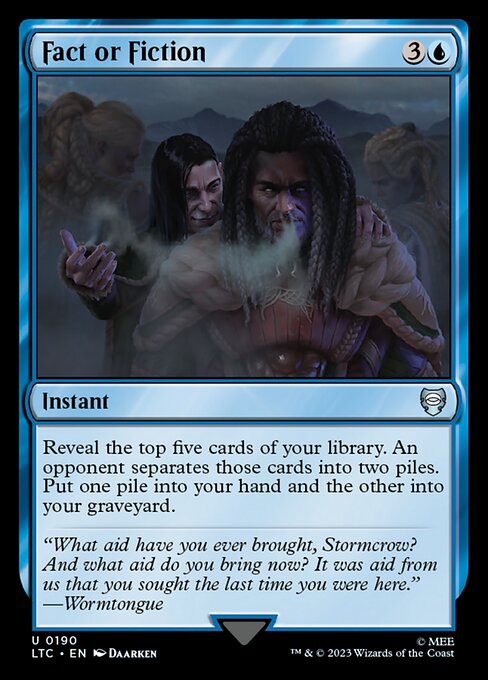 Fact or Fiction 3
Instant
Reveal the top five cards of your library. An
opponent separates those cards into two piles.
Put one pile into your hand and the other into
your graveyard.
“What aid have you ever brought, Stormcrow?
And what aid do you bring now? It was aid from
us that you sought the last time you were here.”
—Wormtongue
U 0190
LTC • EN Daarken
© MEE
™ & © 2023 Wizards of the Coast